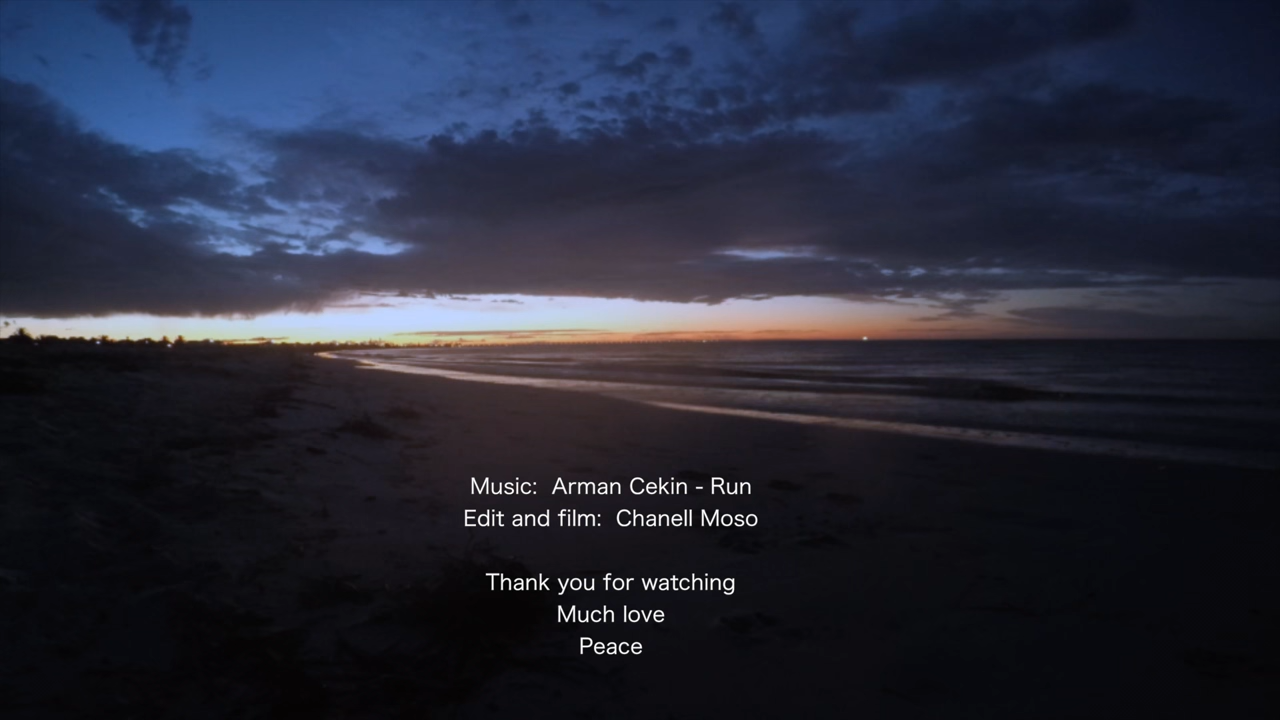 Music:  Arman Cekin - Run
Edit and film:  Chanell Moso
Thank you for watching
Much love
Peace